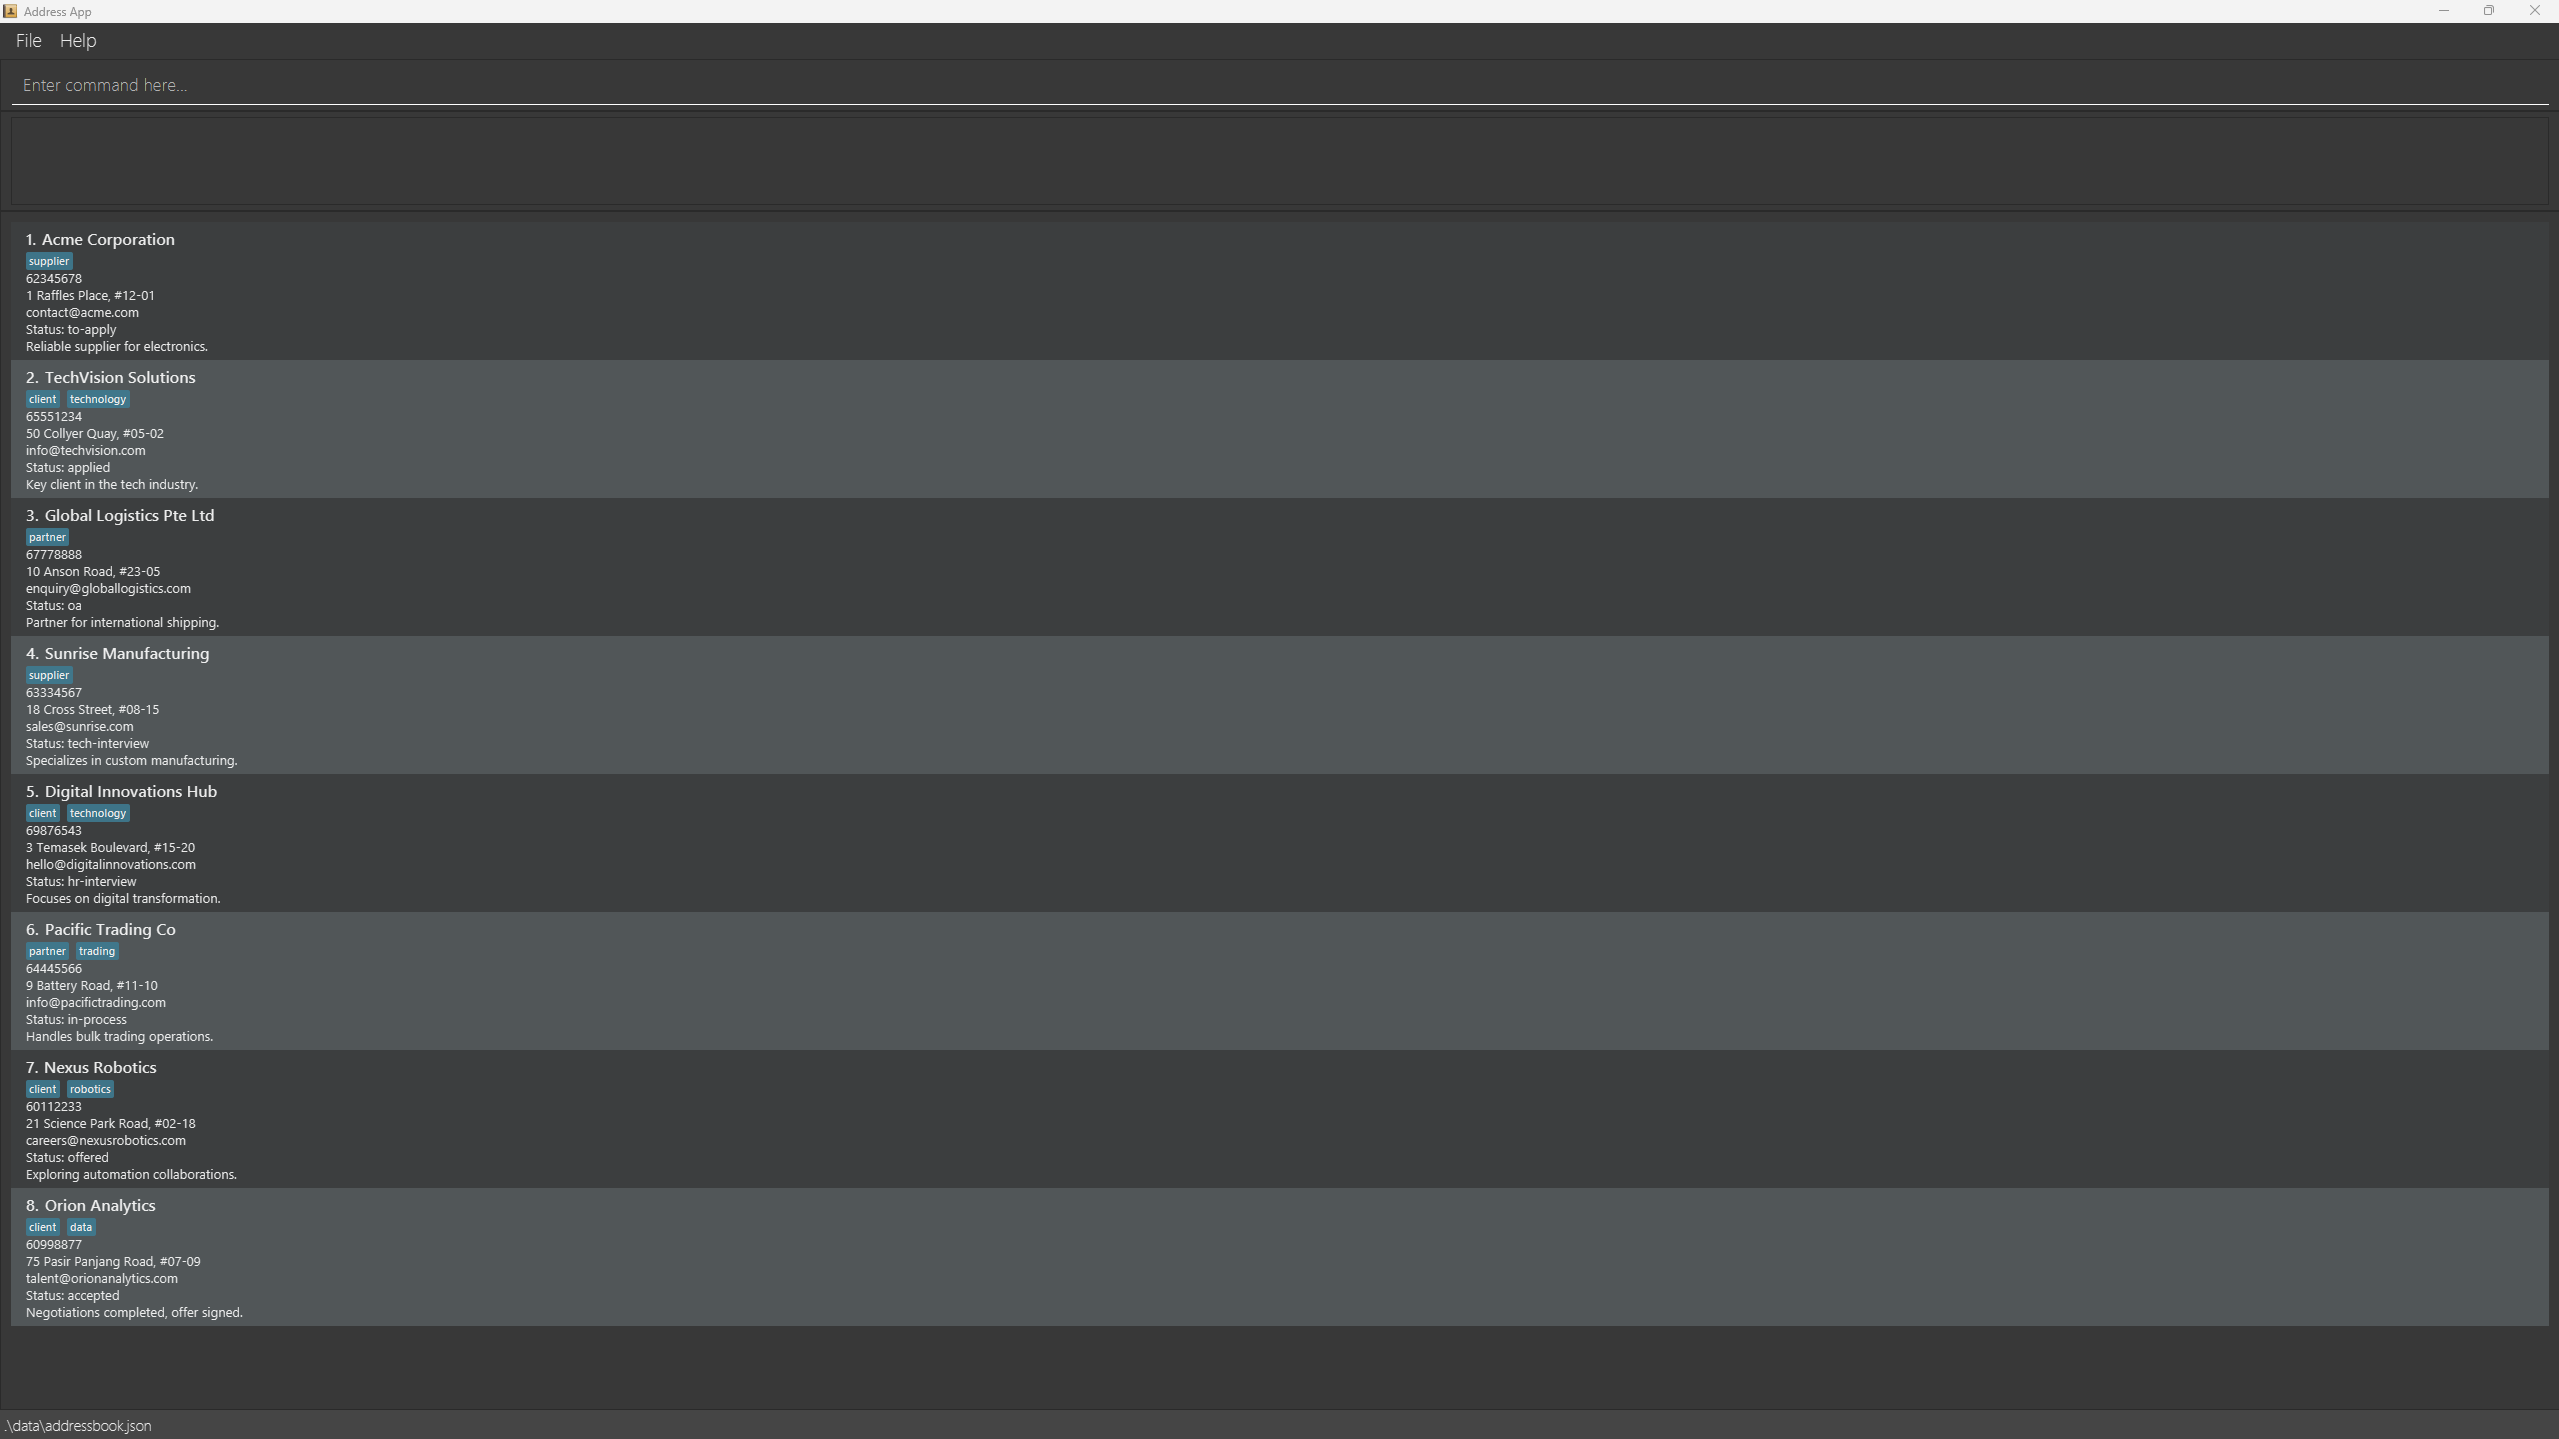 Address App
File Help
Enter command here...
1. Acme Corporation
supplier
62345678
1 Raffles Place, #12-01
contact@acme.com
Status: to-apply
Reliable supplier for electronics.
2. TechVision Solutions
client technology
65551234
50 Collyer Quay, #05-02
info@techvision.com
Status: applied
Key client in the tech industry.
3. Global Logistics Pte Ltd
partner
67778888
10 Anson Road, #23-05
enquiry@globallogistics.com
Status: oa
Partner for international shipping.
4. Sunrise Manufacturing
supplier
63334567
18 Cross Street, #08-15
sales@sunrise.com
Status: tech-interview
Specializes in custom manufacturing.
5. Digital Innovations Hub
client technology
69876543
3 Temasek Boulevard, #15-20
hello@digitalinnovations.com
Status: hr-interview
Focuses on digital transformation.
6. Pacific Trading Co
partner trading
64445566
9 Battery Road, #11-10
info@pacifictrading.com
Status: in-process
Handles bulk trading operations.
7. Nexus Robotics
client robotics
60112233
21 Science Park Road, #02-18
careers@nexusrobotics.com
Status: offered
Exploring automation collaborations.
8. Orion Analytics
client data
60998877
75 Pasir Panjang Road, #07-09
talent@orionanalytics.com
Status: accepted
Negotiations completed, offer signed.
.\data\addressbook.json